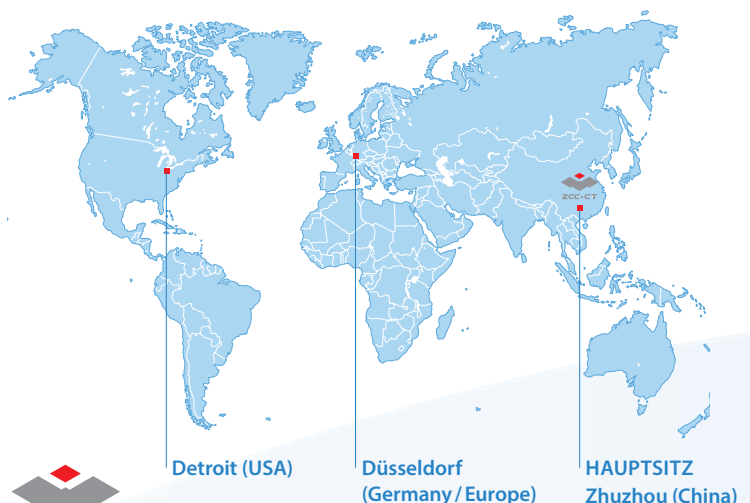 ZCC-CT
Detroit (USA)
Düsseldorf
(Germany / Europe)
HAUPTSITZ
Zhuzhou (China)